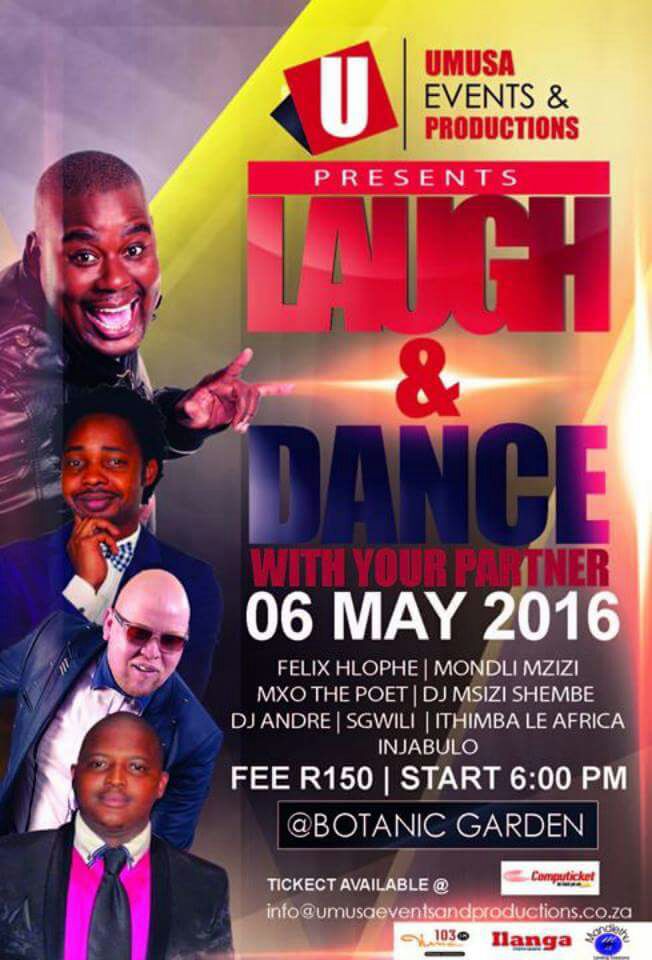 U
UMUSA
EVENTS &
PRODUCTIONS
PRESENTS
LAUGH
&
DANCE
WITH YOUR PARTNER
06 MAY 2016
FELIX HLOPHE | MONDLI MZIZI
MXO THE POET | DJ MSIZI SHEMBE
DJ ANDRE | SGWILI | ITHIMBA LE AFRICA
INJABULO
FEE R150 | START 6:00 PM
@BOTANIC GARDEN
TICKECT AVAILABLE @
Computicket
info@umusaeventsandproductions.co.za
103
Ilanga